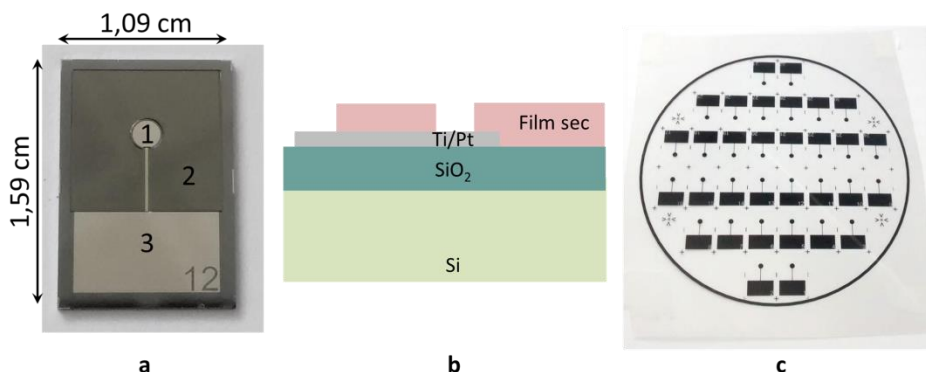 1,09 cm
1,59 cm
1
2
3
12
Film sec
Ti/Pt
SiO₂
Si
a
b
c